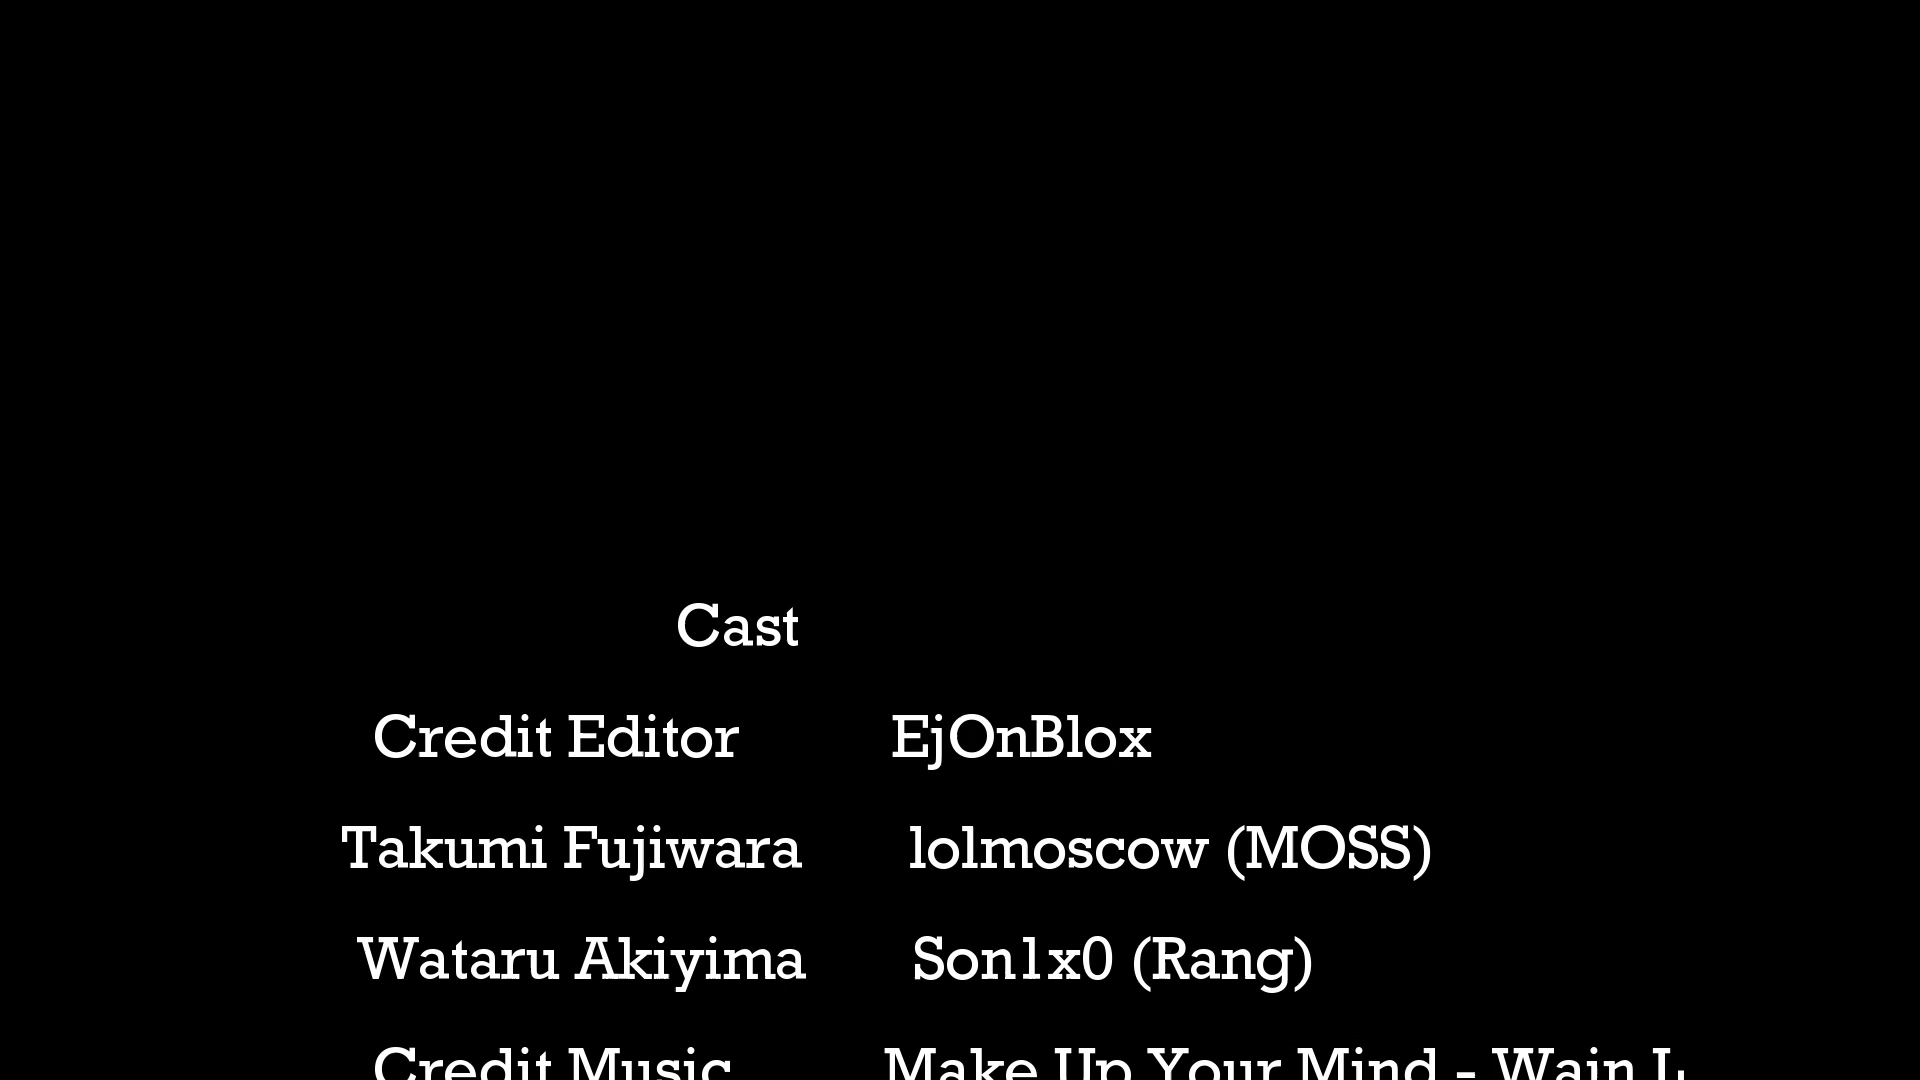 Cast
Credit Editor EjOnBlox
Takumi Fujiwara lolmoscow (MOSS)
Wataru Akiyima Son1x0 (Rang)
Credit Music Make Up Your Mind - Wain L